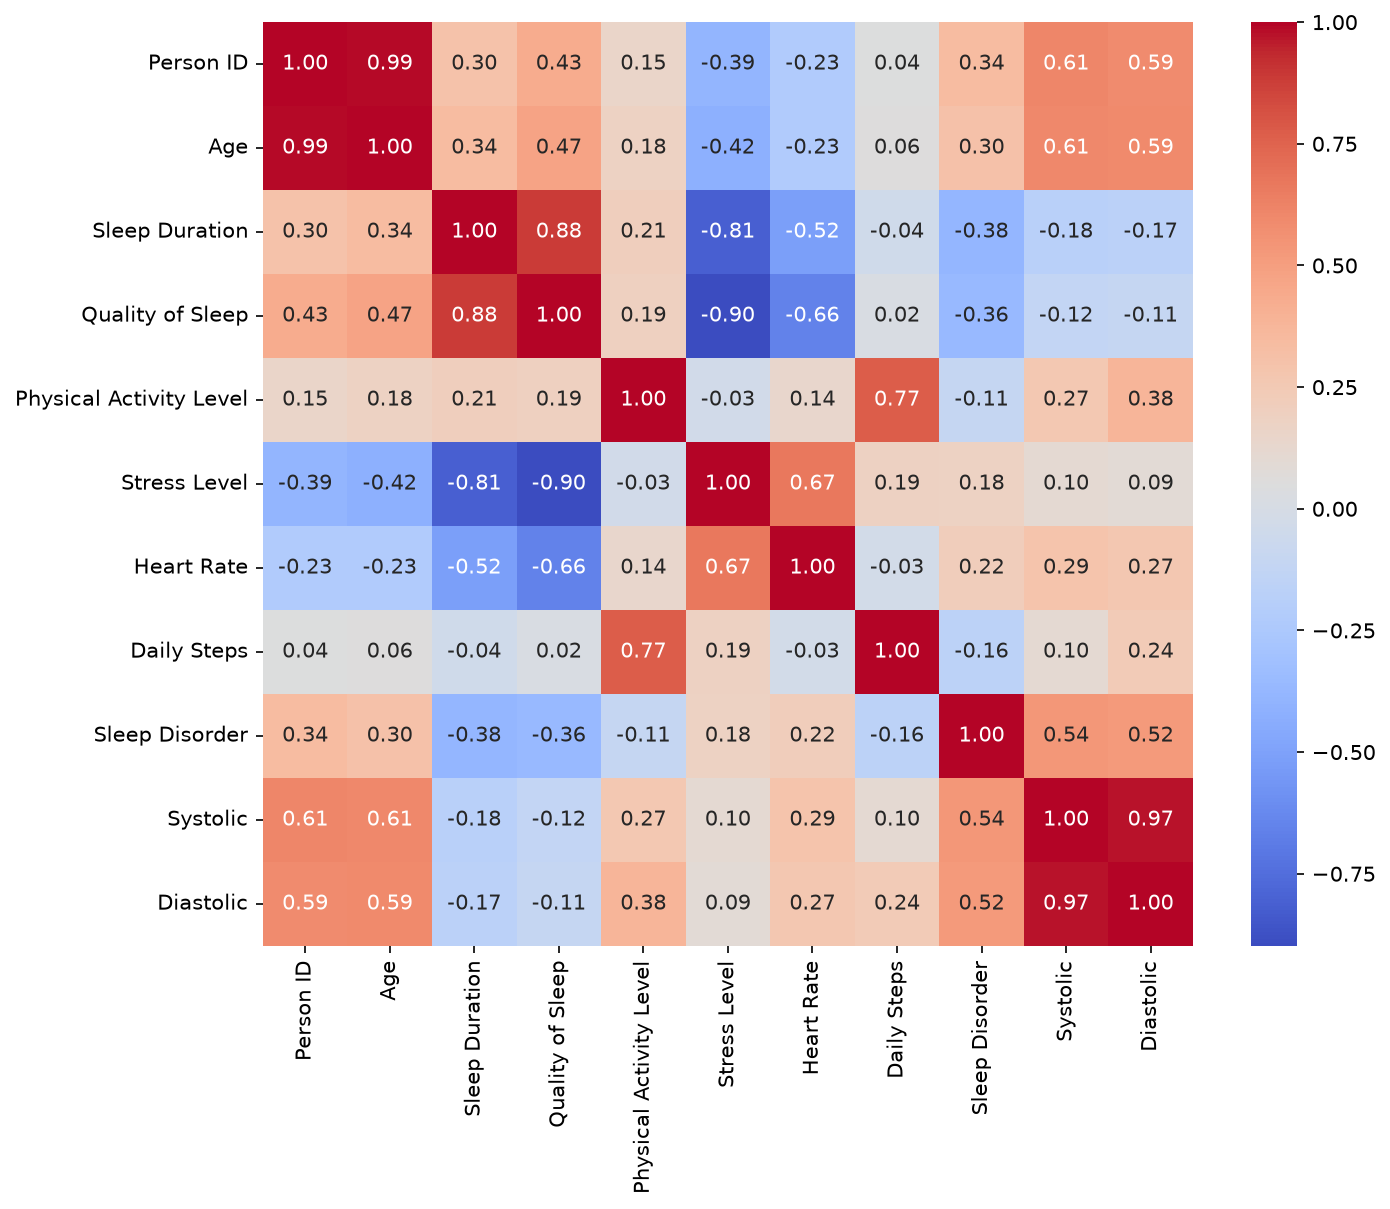 Person ID 1.00 0.99 0.30 0.43 0.15 -0.39 -0.23 0.04 0.34 0.61 0.59
Age 0.99 1.00 0.34 0.47 0.18 -0.42 -0.23 0.06 0.30 0.61 0.59
Sleep Duration 0.30 0.34 1.00 0.88 0.21 -0.81 -0.52 -0.04 -0.38 -0.18 -0.17
Quality of Sleep 0.43 0.47 0.88 1.00 0.19 -0.90 -0.66 0.02 -0.36 -0.12 -0.11
Physical Activity Level 0.15 0.18 0.21 0.19 1.00 -0.03 0.14 0.77 -0.11 0.27 0.38
Stress Level -0.39 -0.42 -0.81 -0.90 -0.03 1.00 0.67 0.19 0.18 0.10 0.09
Heart Rate -0.23 -0.23 -0.52 -0.66 0.14 0.67 1.00 -0.03 0.22 0.29 0.27
Daily Steps 0.04 0.06 -0.04 0.02 0.77 0.19 -0.03 1.00 -0.16 0.10 0.24
Sleep Disorder 0.34 0.30 -0.38 -0.36 -0.11 0.18 0.22 -0.16 1.00 0.54 0.52
Systolic 0.61 0.61 -0.18 -0.12 0.27 0.10 0.29 0.10 0.54 1.00 0.97
Diastolic 0.59 0.59 -0.17 -0.11 0.38 0.09 0.27 0.24 0.52 0.97 1.00
Person ID
Age
Sleep Duration
Quality of Sleep
Physical Activity Level
Stress Level
Heart Rate
Daily Steps
Sleep Disorder
Systolic
Diastolic
1.00
0.75
0.50
0.25
0.00
−0.25
−0.50
−0.75